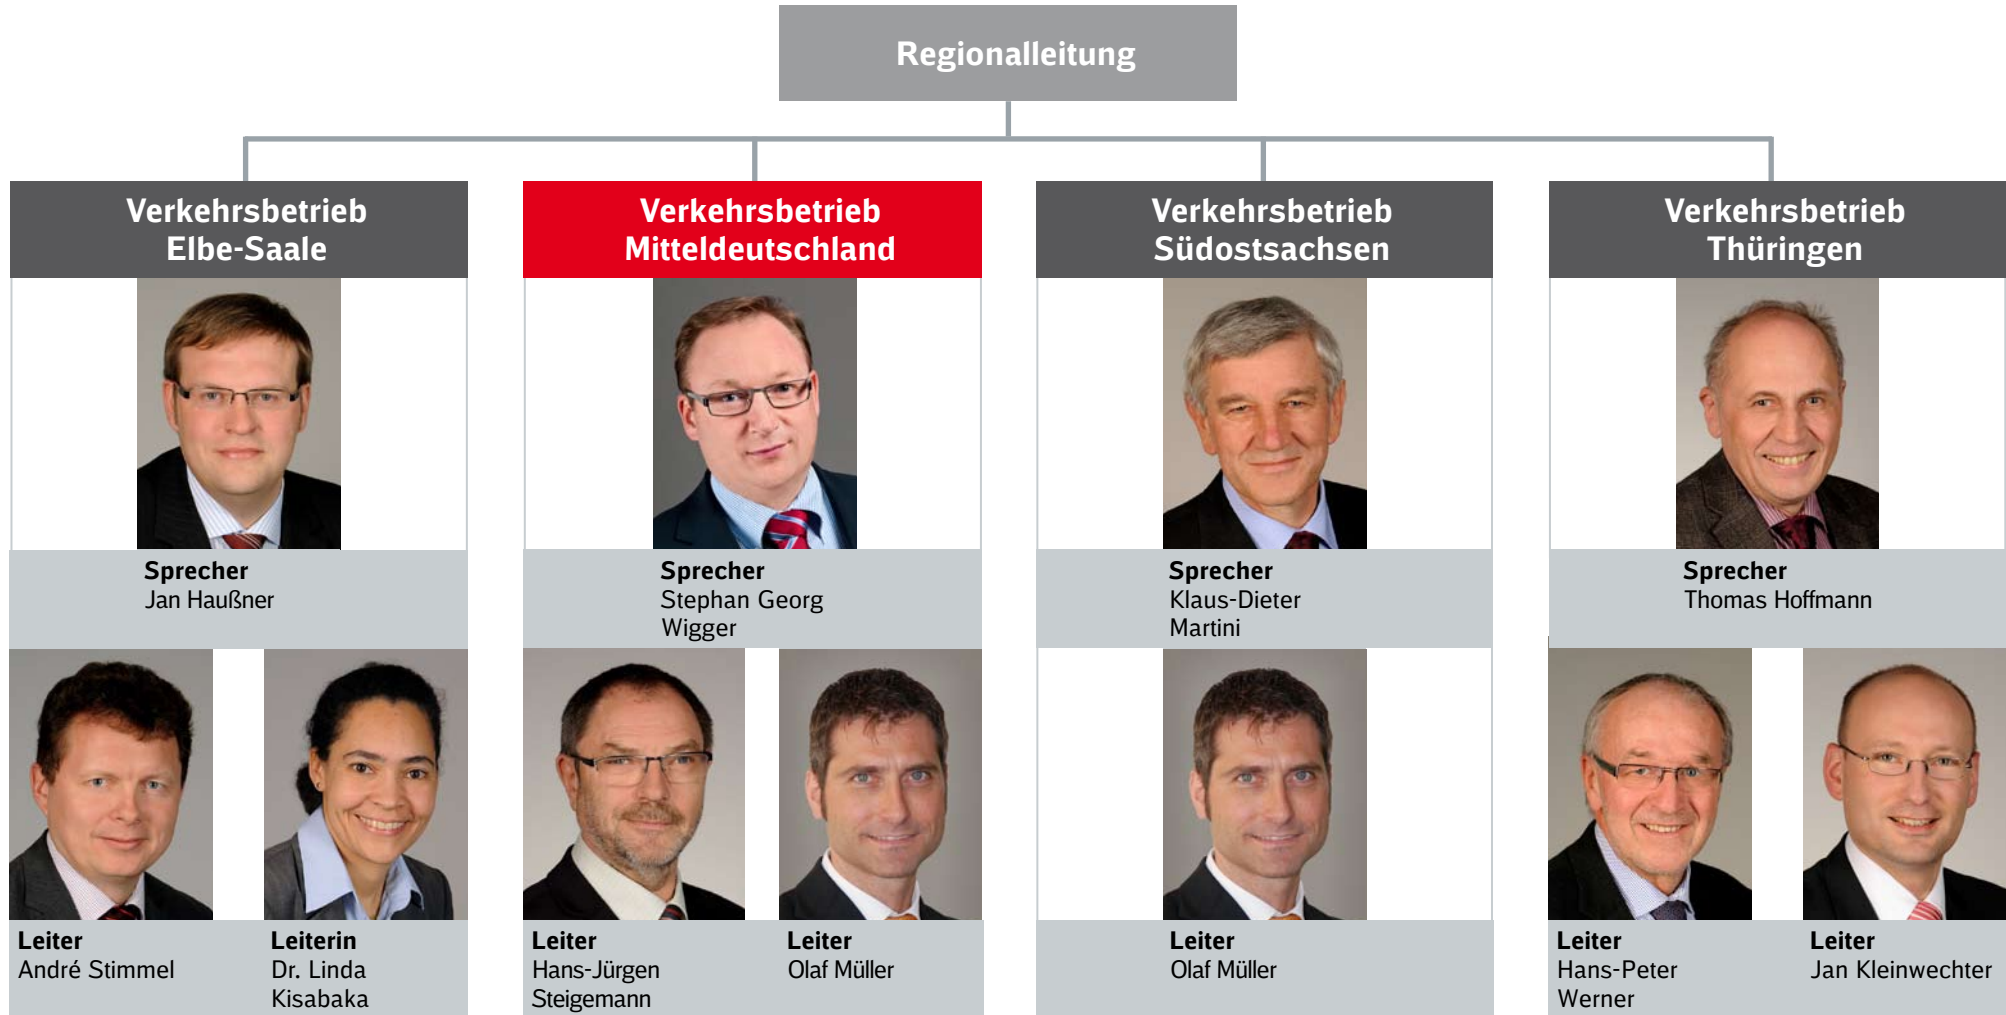 Regionalleitung
Verkehrsbetrieb
Elbe-Saale
Sprecher
Jan Haußner
Leiter
André Stimmel
Leiterin
Dr. Linda
Kisabaka
Verkehrsbetrieb
Mitteldeutschland
Sprecher
Stephan Georg
Wigger
Leiter
Hans-Jürgen
Steigemann
Leiter
Olaf Müller
Verkehrsbetrieb
Südostsachsen
Sprecher
Klaus-Dieter
Martini
Leiter
Olaf Müller
Verkehrsbetrieb
Thüringen
Sprecher
Thomas Hoffmann
Leiter
Hans-Peter
Werner
Leiter
Jan Kleinwechter